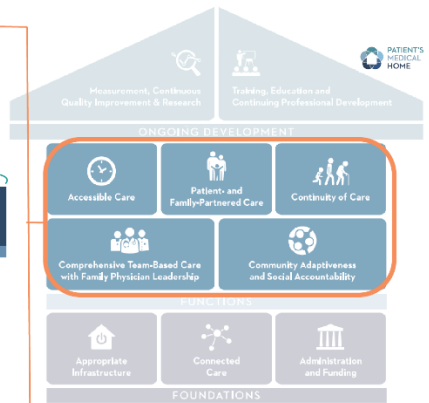 PATIENT'S
MEDICAL
HOME
Measurement, Continuous
Quality Improvement & Research
Training, Education and
Continuing Professional Development
ONGOING DEVELOPMENT
Accessible Care
Patient- and
Family-Partnered Care
Continuity of Care
Comprehensive Team-Based Care
with Family Physician Leadership
Community Adaptiveness
and Social Accountability
FUNCTIONS
Appropriate
Infrastructure
Connected
Care
Administration
and Funding
FOUNDATIONS